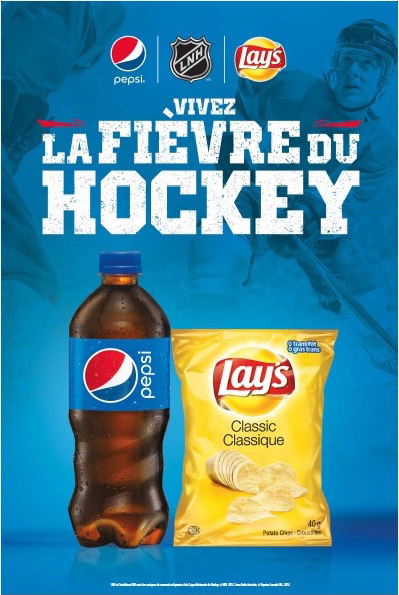 pepsi
LNH
Lay's
VIVEZ
LA FIÈVRE DU
HOCKEY
pepsi
0 trans fat
0 gras trans
Lay's
Classic
Classique
40g
Potato Chips - Croustilles